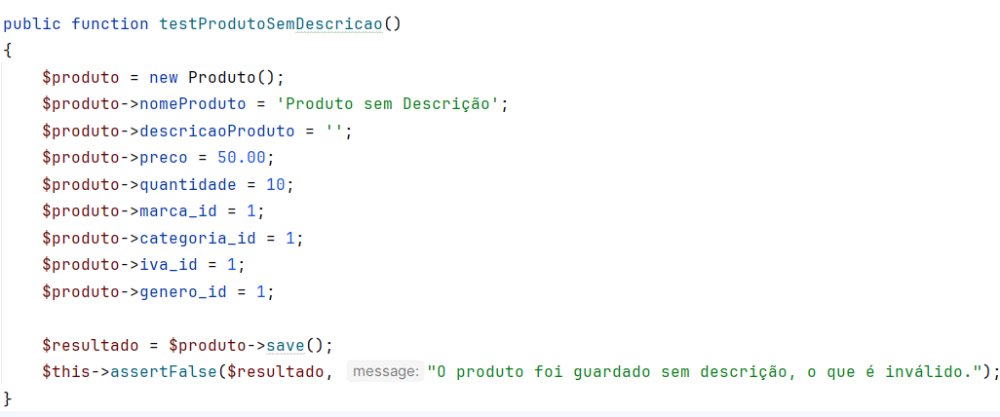 public function testProdutoSemDescricao()
{
    $produto = new Produto();
    $produto->nomeProduto = 'Produto sem Descrição';
    $produto->descricaoProduto = '';
    $produto->preco = 50.00;
    $produto->quantidade = 10;
    $produto->marca_id = 1;
    $produto->categoria_id = 1;
    $produto->iva_id = 1;
    $produto->genero_id = 1;

    $resultado = $produto->save();
    $this->assertFalse($resultado, message: "O produto foi guardado sem descrição, o que é inválido.");
}